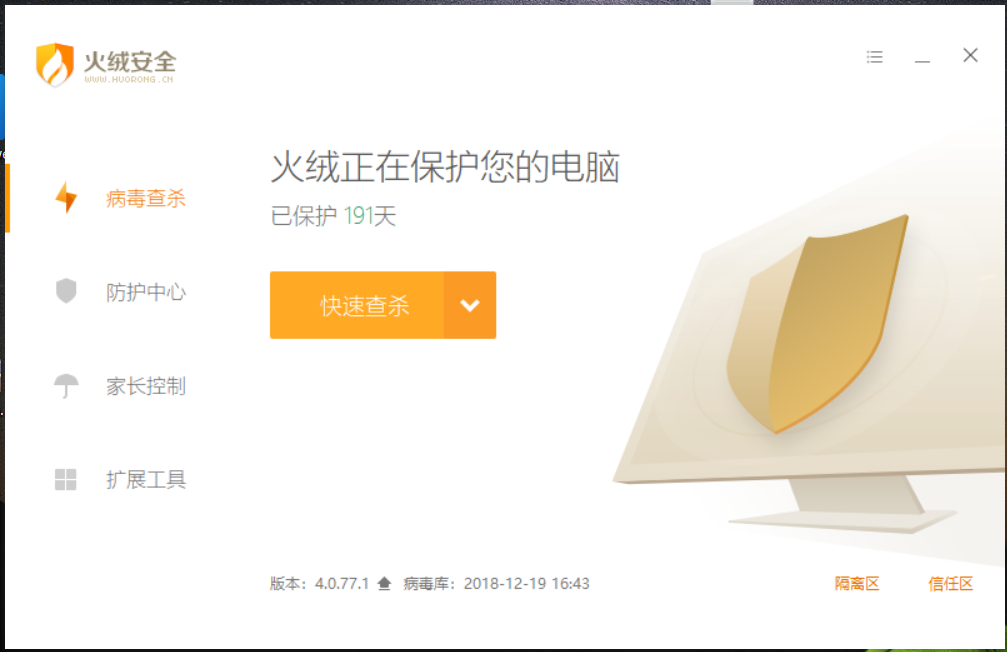 火绒安全
WWW.HUORONG.CN
火绒正在保护您的电脑
已保护 191天
病毒查杀
快速查杀
防护中心
家长控制
扩展工具
版本：4.0.77.1 病毒库：2018-12-19 16:43
隔离区 信任区